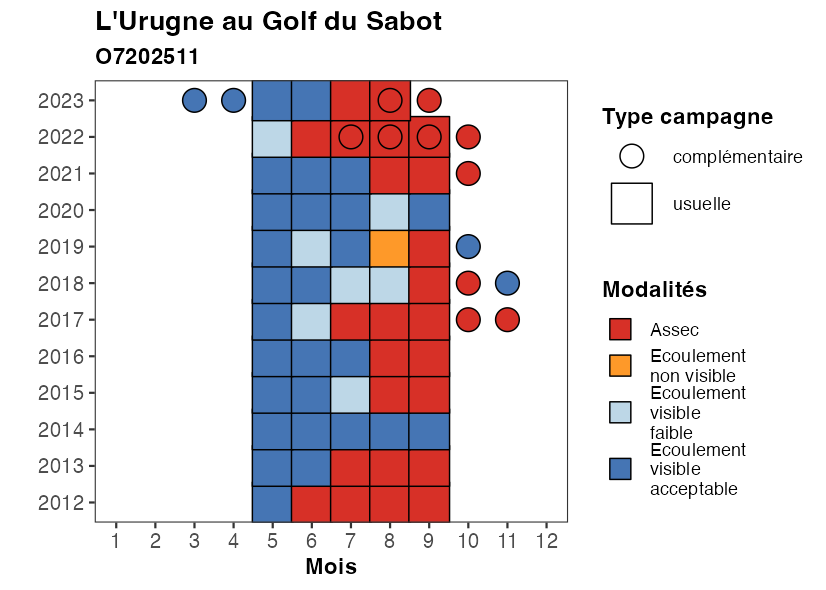 L'Urugne au Golf du Sabot
O7202511
2023
2022
2021
2020
2019
2018
2017
2016
2015
2014
2013
2012
1 2 3 4 5 6 7 8 9 10 11 12
Mois
Type campagne
complémentaire
usuelle
Modalités
Assec
Ecoulement
non visible
Ecoulement
visible
faible
Ecoulement
visible
acceptable